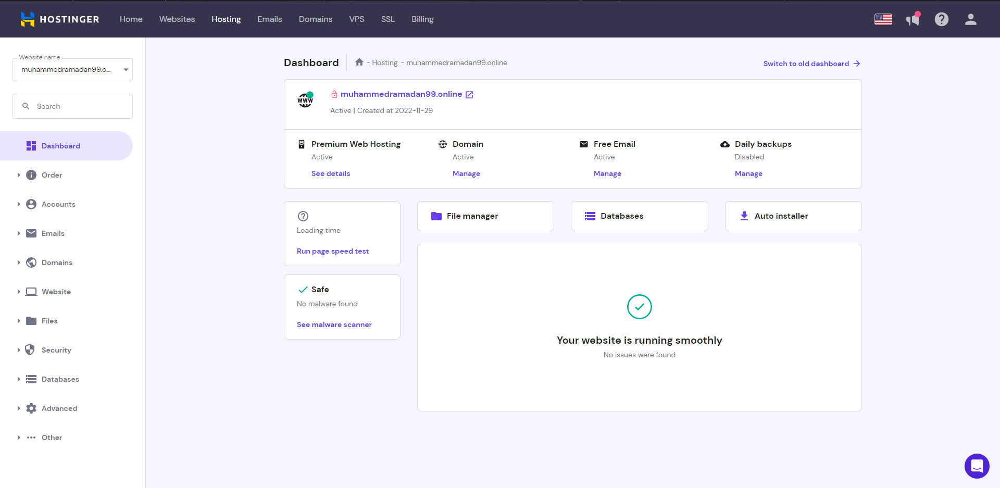 HOSTINGER
Home Websites Hosting Emails Domains VPS SSL Billing
Website name
muhammedramadan99.o...
Search
Dashboard
Order
Accounts
Emails
Domains
Website
Files
Security
Databases
Advanced
Other
Dashboard
- Hosting - muhammedramadan99.online
Switch to old dashboard
www
muhammedramadan99.online
Active | Created at 2022-11-29
Premium Web Hosting
Active
See details
www
Domain
Active
Manage
Free Email
Active
Manage
Daily backups
Disabled
Manage
Loading time
Run page speed test
Safe
No malware found
See malware scanner
File manager
Databases
Auto installer
Your website is running smoothly
No issues were found